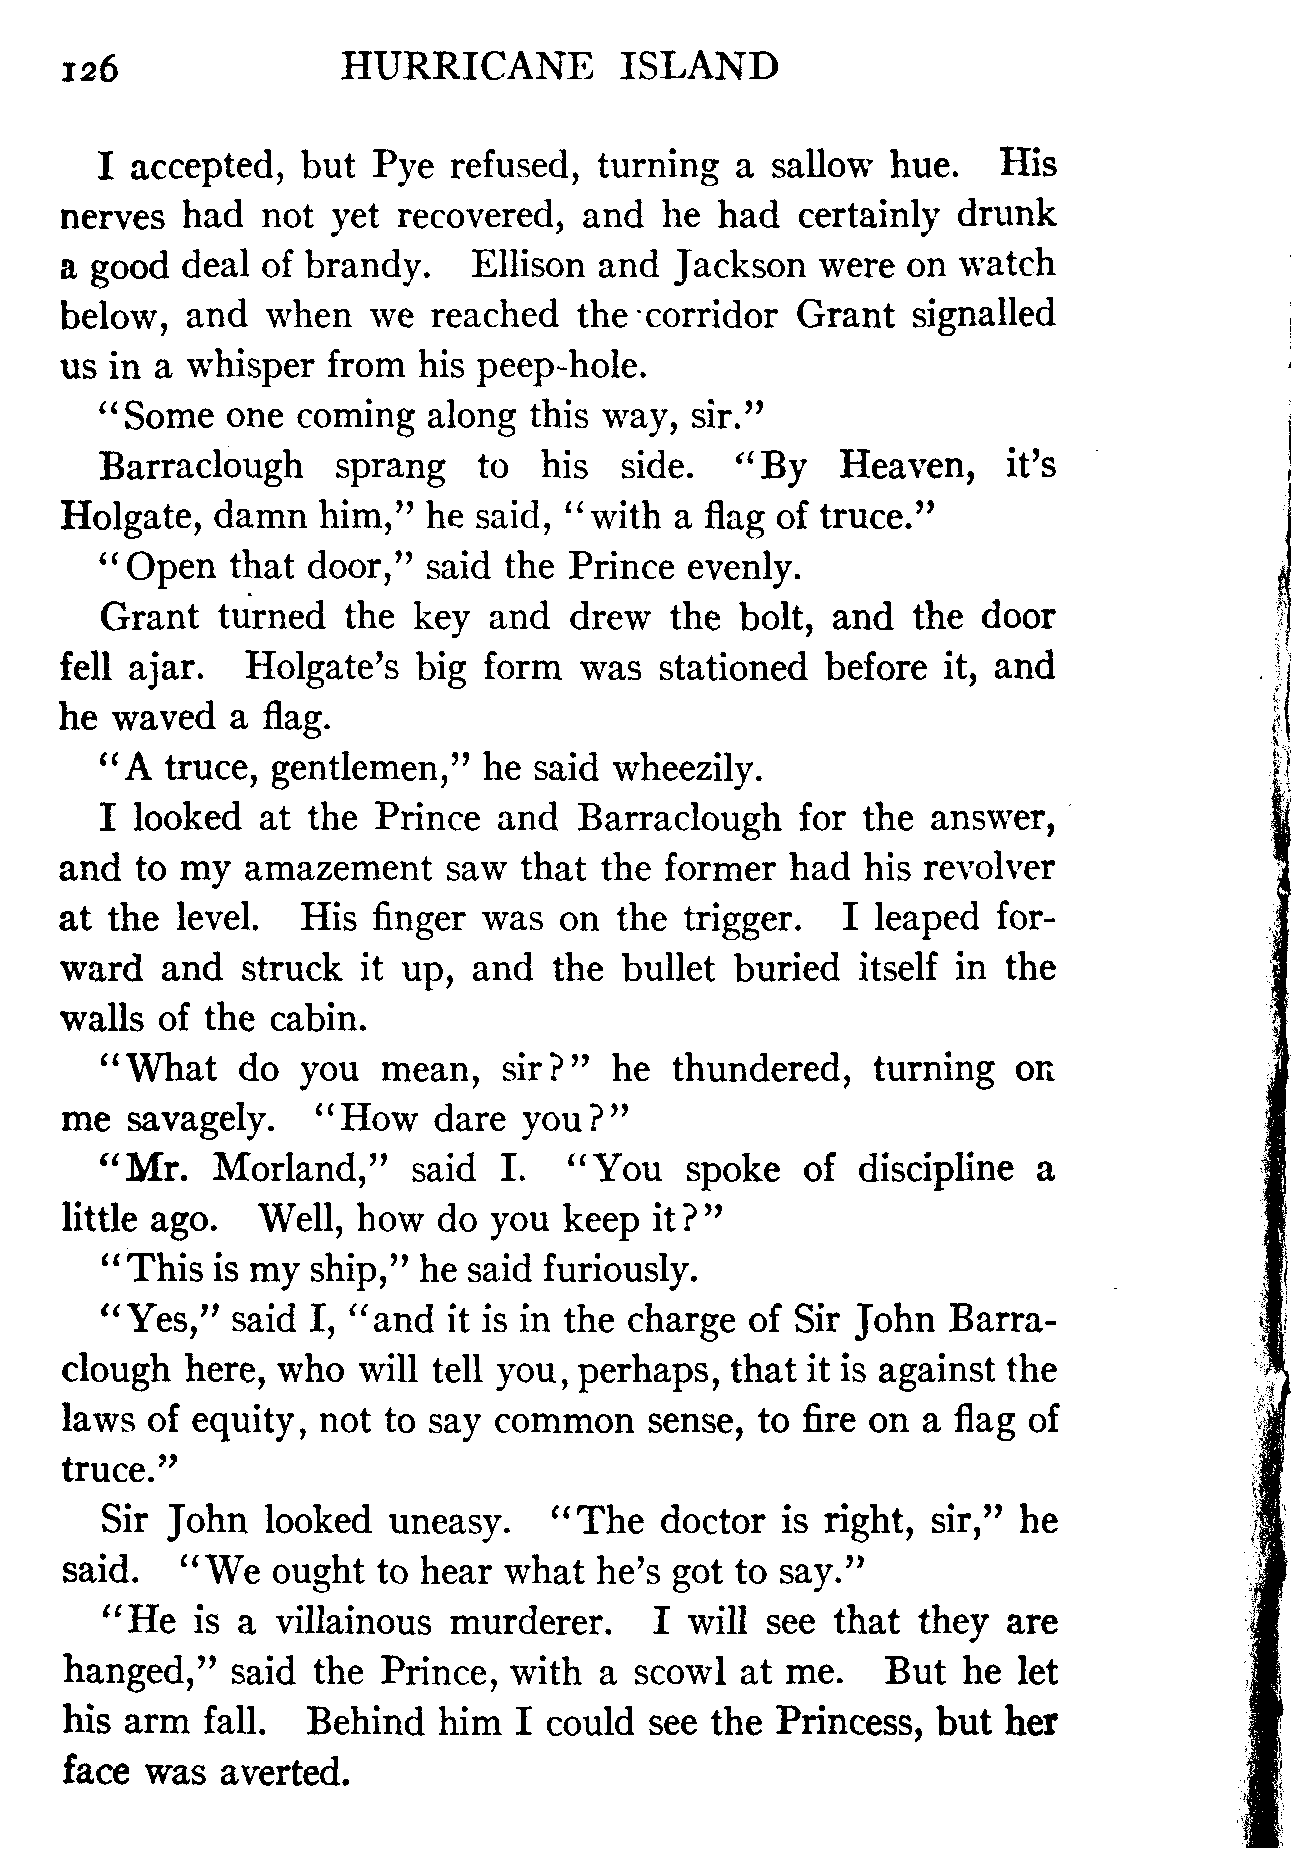 126 HURRICANE ISLAND
I accepted, but Pye refused, turning a sallow hue. His
nerves had not yet recovered, and he had certainly drunk
a good deal of brandy. Ellison and Jackson were on watch
below, and when we reached the corridor Grant signalled
us in a whisper from his peep-hole.
"Some one coming along this way, sir."
Barraclough sprang to his side. "By Heaven, it's
Holgate, damn him," he said, "with a flag of truce."
"Open that door," said the Prince evenly.
Grant turned the key and drew the bolt, and the door
fell ajar. Holgate's big form was stationed before it, and
he waved a flag.
"A truce, gentlemen," he said wheezily.
I looked at the Prince and Barraclough for the answer,
and to my amazement saw that the former had his revolver
at the level. His finger was on the trigger. I leaped for-
ward and struck it up, and the bullet buried itself in the
walls of the cabin.
"What do you mean, sir?" he thundered, turning on
me savagely. "How dare you?"
"Mr. Morland," said I. "You spoke of discipline a
little ago. Well, how do you keep it?"
"This is my ship," he said furiously.
"Yes," said I, "and it is in the charge of Sir John Barra-
clough here, who will tell you, perhaps, that it is against the
laws of equity, not to say common sense, to fire on a flag of
truce."
Sir John looked uneasy. "The doctor is right, sir," he
said. "We ought to hear what he's got to say."
"He is a villainous murderer. I will see that they are
hanged," said the Prince, with a scowl at me. But he let
his arm fall. Behind him I could see the Princess, but her
face was averted.